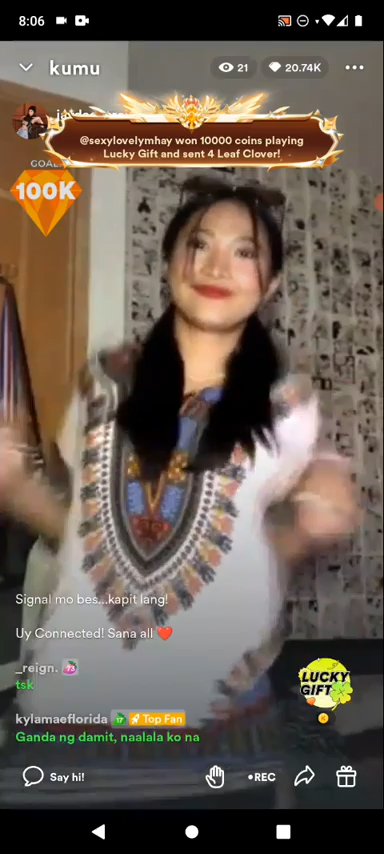 8:06
kumu
21
20.74K
@sexylovelymhay won 10000 coins playing
Lucky Gift and sent 4 Leaf Clover!
GOAL:
100K
Signal mo bes...kapit lang!
Uy Connected! Sana all ❤️
_reign. 73
tsk
LUCKY
GIFT
kylamaeflorida 17 Top Fan
Ganda ng damit, naalala ko na
Say hi!
•REC